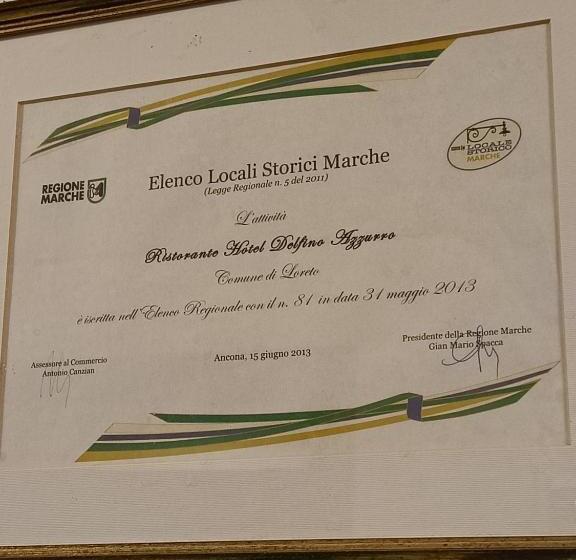 LOCALE
STORICO
MARCHE
REGIONE
MARCHE
Elenco Locali Storici Marche
(Legge Regionale n. 5 del 2011)
L'attività
Ristorante Hotel Delfino Azzurro
Comune di Loreto
è iscritta nell'Elenco Regionale con il n. 81 in data 31 maggio 2013
Assessore al Commercio
Antonio Canzian
Ancona, 15 giugno 2013
Presidente della Regione Marche
Gian Mario Spacca